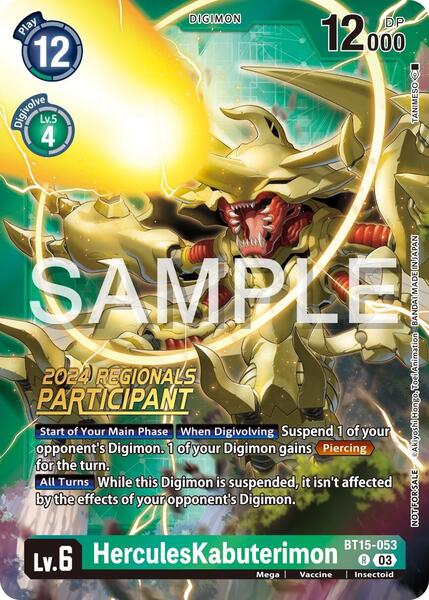 Play
12
DIGIMON
12000
DP
Digivolve
Lv.5
4
TANIMESO
SAMPLE
2024 REGIONALS
PARTICIPANT
Start of Your Main Phase When Digivolving Suspend 1 of your
opponent's Digimon. 1 of your Digimon gains Piercing
for the turn.
All Turns While this Digimon is suspended, it isn't affected
by the effects of your opponent's Digimon.
NOT FOR SALE ©Akiyoshi Hongo, Toei Animation BANDAI MADE IN JAPAN
Lv.6
HerculesKabuterimon
BT15-053
R 03
Mega | Vaccine | Insectoid